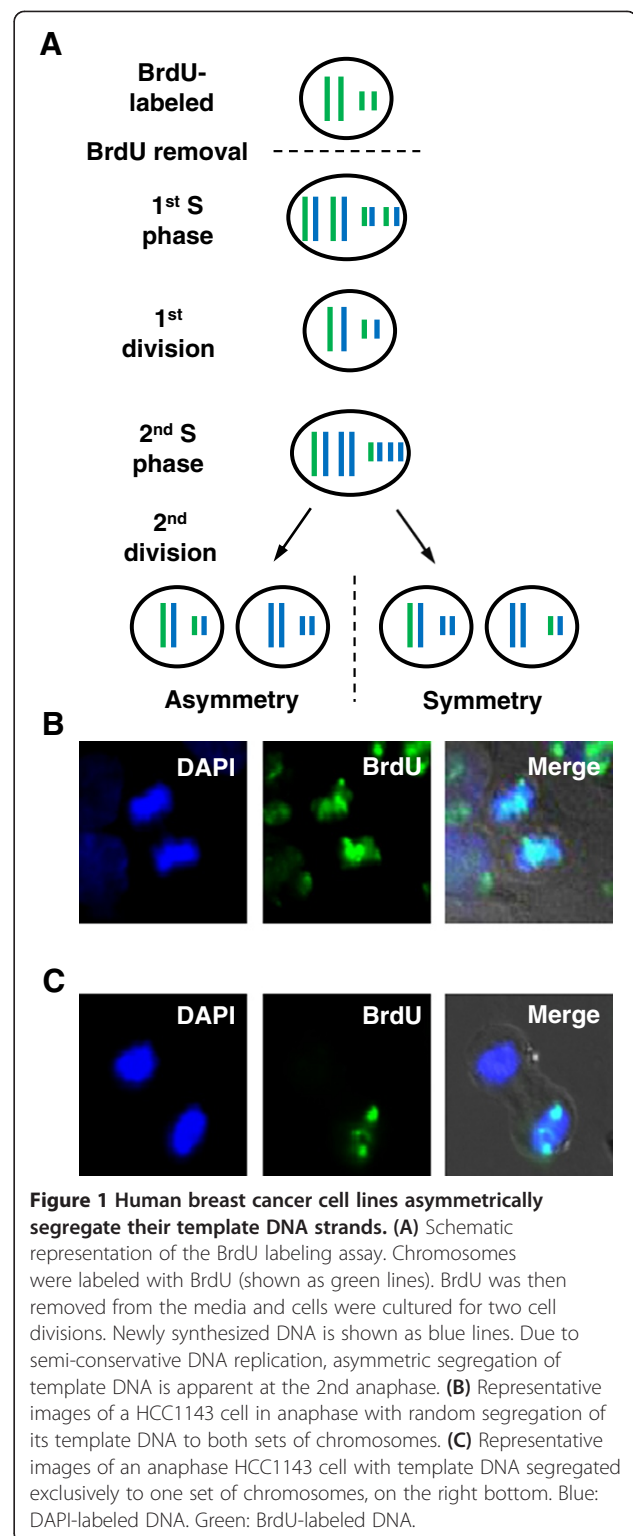 A
BrdU-
labeled
BrdU removal
1st S
phase
1st
division
2nd S
phase
2nd
division
Asymmetry
Symmetry
B
DAPI
BrdU
Merge
C
DAPI
BrdU
Merge
Figure 1 Human breast cancer cell lines asymmetrically
segregate their template DNA strands. (A) Schematic
representation of the BrdU labeling assay. Chromosomes
were labeled with BrdU (shown as green lines). BrdU was then
removed from the media and cells were cultured for two cell
divisions. Newly synthesized DNA is shown as blue lines. Due to
semi-conservative DNA replication, asymmetric segregation of
template DNA is apparent at the 2nd anaphase. (B) Representative
images of a HCC1143 cell in anaphase with random segregation of
its template DNA to both sets of chromosomes. (C) Representative
images of an anaphase HCC1143 cell with template DNA segregated
exclusively to one set of chromosomes, on the right bottom. Blue:
DAPI-labeled DNA. Green: BrdU-labeled DNA.